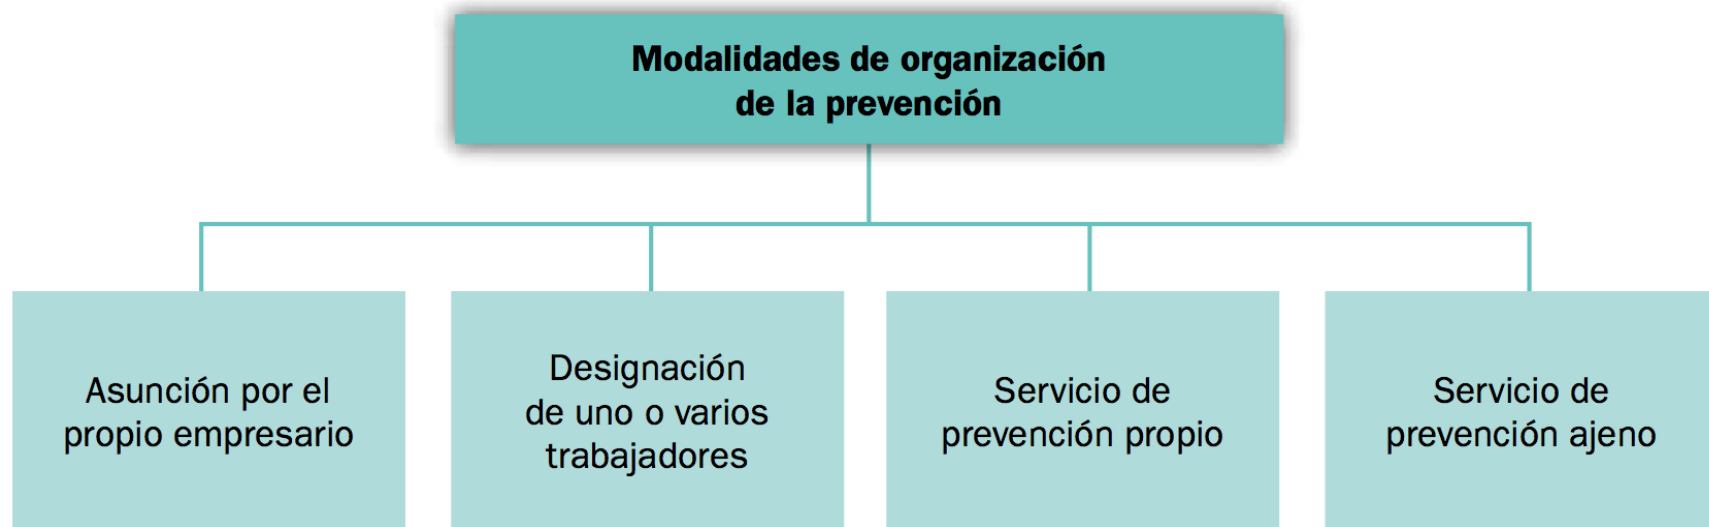 Modalidades de organización
de la prevención
Asunción por el
propio empresario
Designación
de uno o varios
trabajadores
Servicio de
prevención propio
Servicio de
prevención ajeno